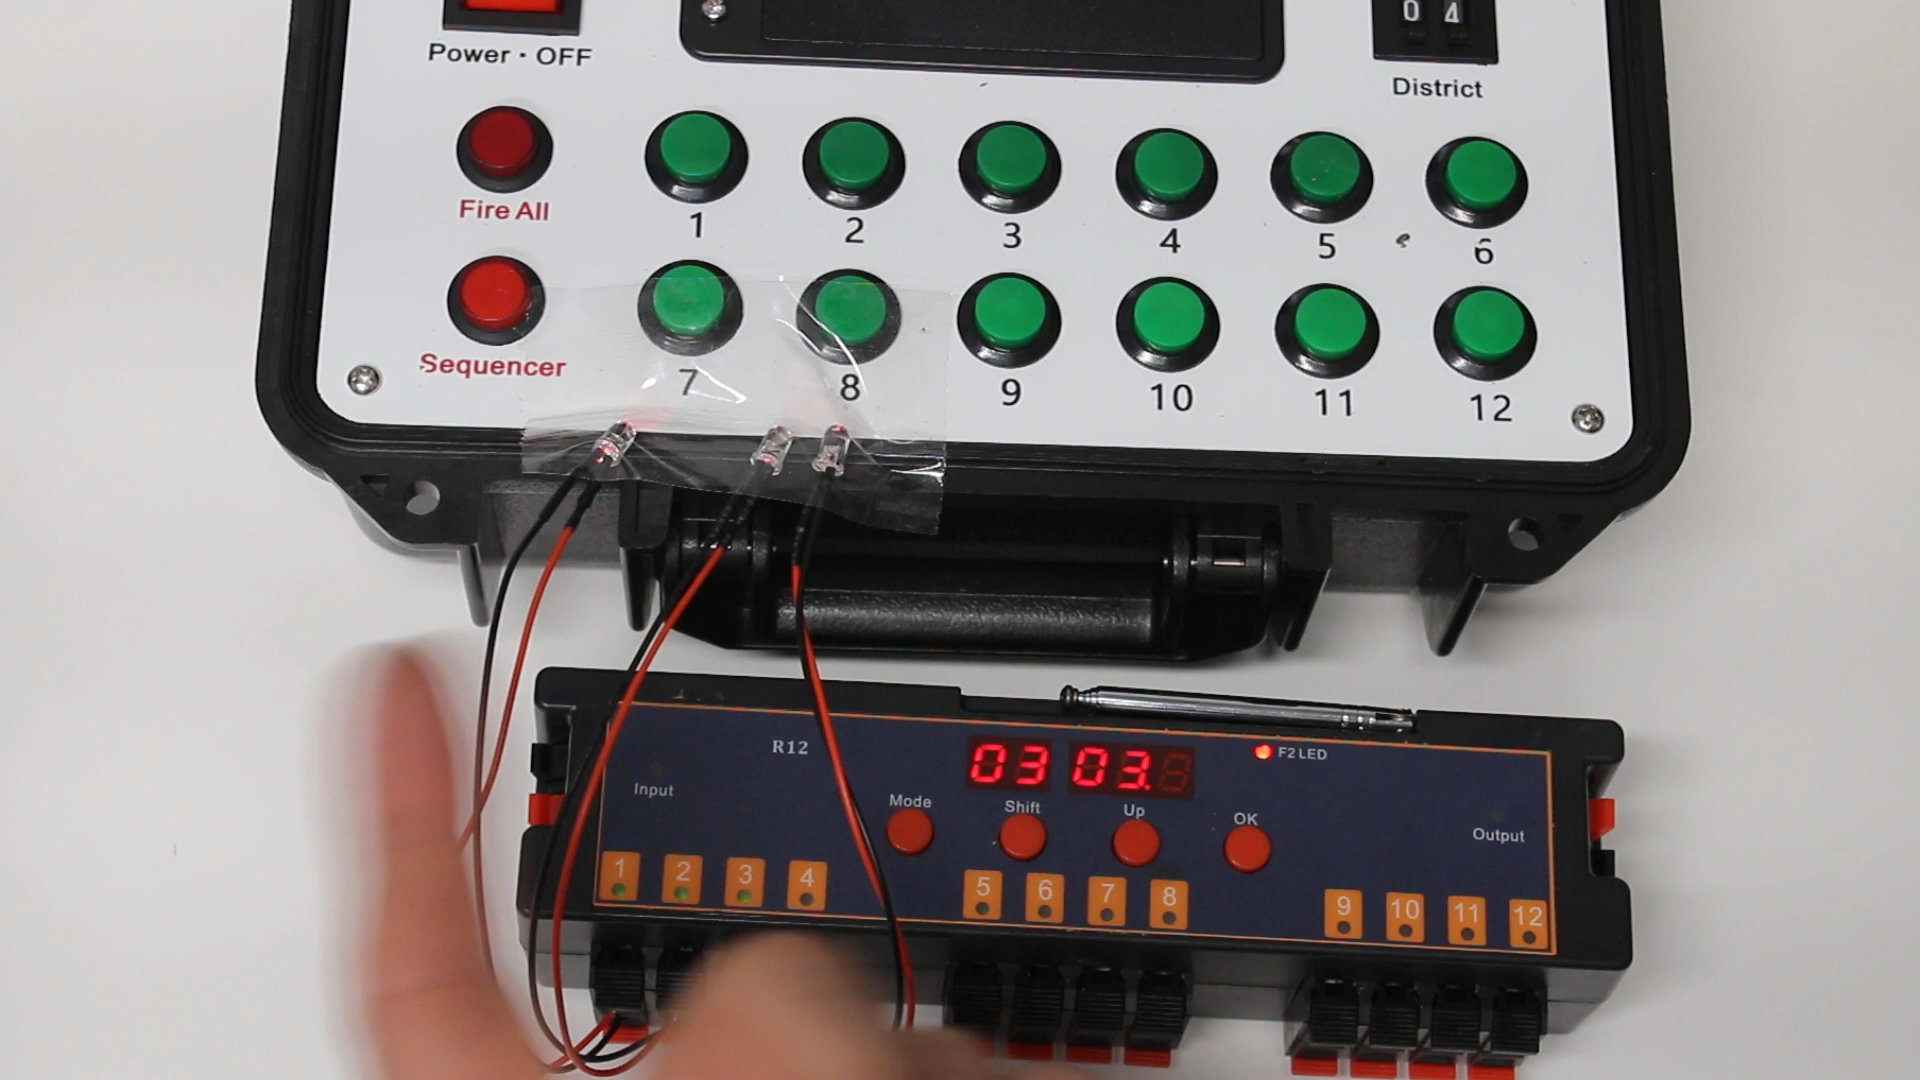 0 4
Power · OFF
District
Fire All
1 2 3 4 5 6
Sequencer
7 8 9 10 11 12
R12
03 03.
F2 LED
Input
Mode
Shift
Up
OK
Output
1 2 3 4
5 6 7 8
9 10 11 12